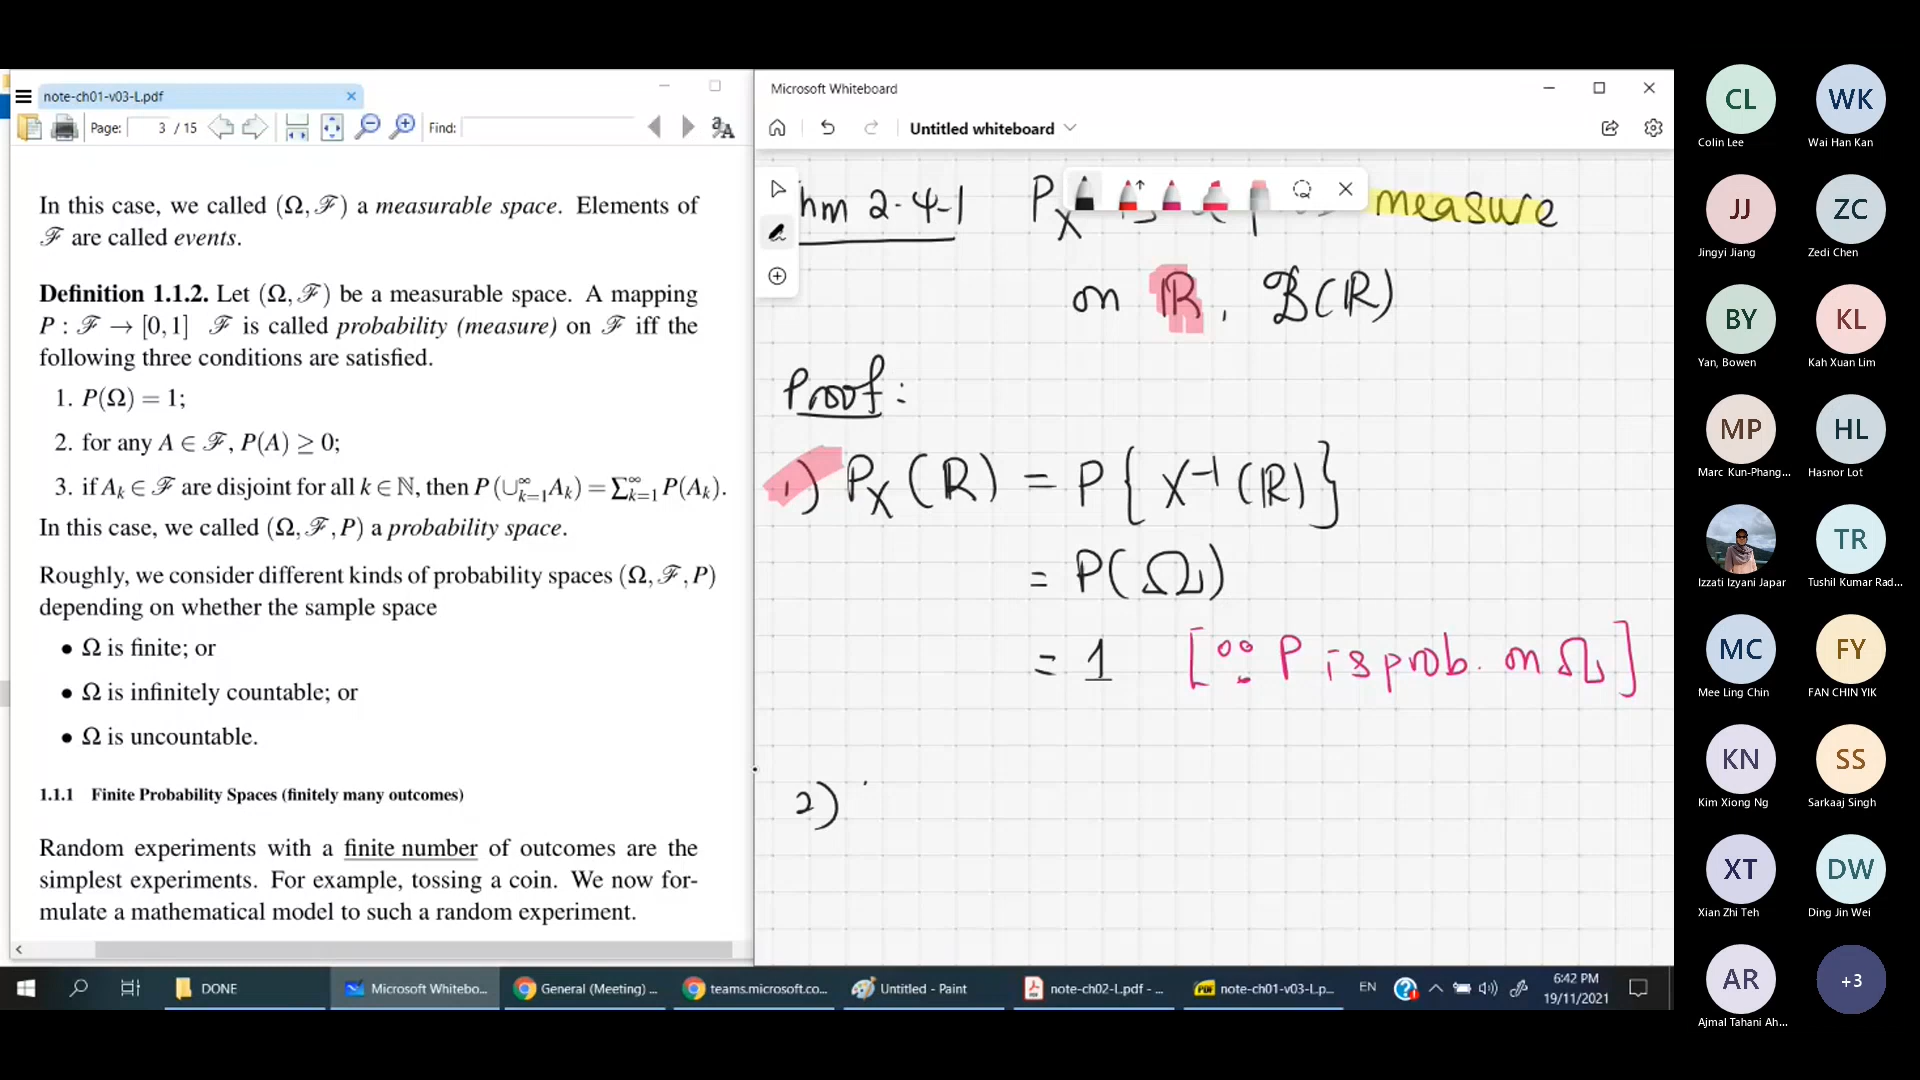 note-ch01-v03-L.pdf
Page: 3 / 15
Find:
In this case, we called (Ω, ℱ) a measurable space. Elements of
ℱ are called events.
Definition 1.1.2. Let (Ω, ℱ) be a measurable space. A mapping
P : ℱ → [0,1] ℱ is called probability (measure) on ℱ iff the
following three conditions are satisfied.
1. P(Ω) = 1;
2. for any A ∈ ℱ, P(A) ≥ 0;
3. if Aₖ ∈ ℱ are disjoint for all k ∈ ℕ, then P(∪_{k=1}^{∞} Aₖ) = ∑_{k=1}^{∞} P(Aₖ).
In this case, we called (Ω, ℱ, P) a probability space.
Roughly, we consider different kinds of probability spaces (Ω, ℱ, P)
depending on whether the sample space
• Ω is finite; or
• Ω is infinitely countable; or
• Ω is uncountable.
1.1.1 Finite Probability Spaces (finitely many outcomes)
Random experiments with a finite number of outcomes are the
simplest experiments. For example, tossing a coin. We now for-
mulate a mathematical model to such a random experiment.
Microsoft Whiteboard
Untitled whiteboard
hm 2.4-1 P_X measure
on ℝ, ℬ(ℝ)
Proof:
1) P_X(ℝ) = P{X⁻¹(ℝ)}
= P(Ω)
= 1 [∵ P is prob. on Ω]
2)
CL
Colin Lee
WK
Wai Han Kan
JJ
Jingyi Jiang
ZC
Zedi Chen
BY
Yan, Bowen
KL
Kah Xuan Lim
MP
Marc Kun-Phang...
HL
Hasnor Lot
Izzati Izyani Japar
TR
Tushil Kumar Rad...
MC
Mee Ling Chin
FY
FAN CHIN YIK
KN
Kim Xiong Ng
SS
Sarkaaj Singh
XT
Xian Zhi Teh
DW
Ding Jin Wei
AR
Ajmal Tahani Ah...
+3
DONE
Microsoft Whitebo...
General (Meeting) ...
teams.microsoft.co...
Untitled - Paint
note-ch02-L.pdf - ...
note-ch01-v03-L.p...
EN
6:42 PM
19/11/2021